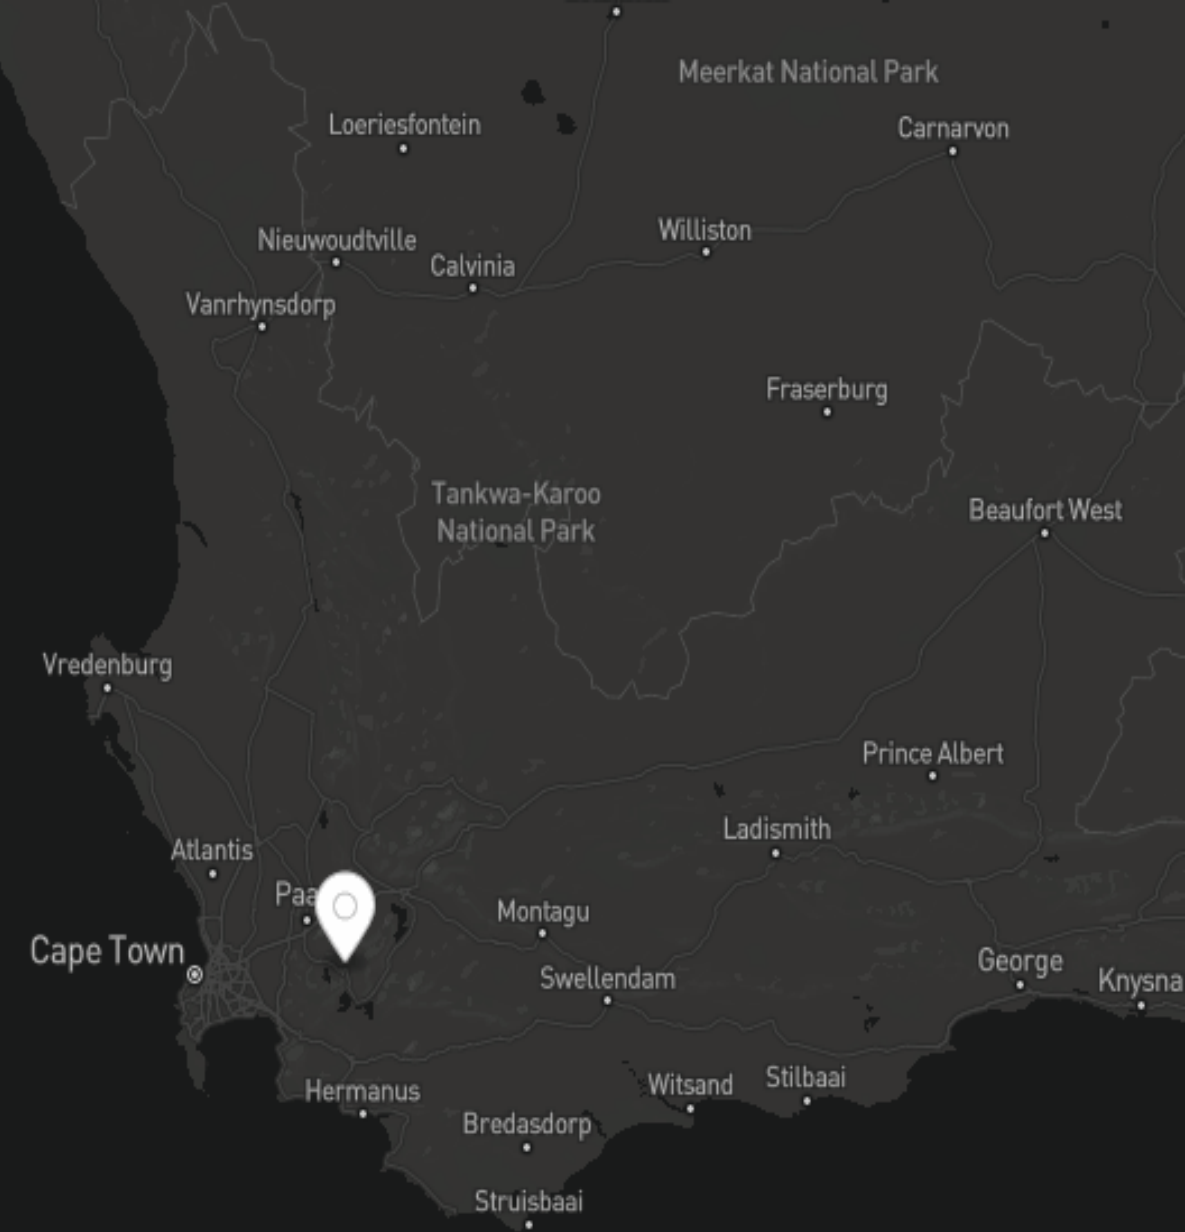 Meerkat National Park
Loeriesfontein
Carnarvon
Williston
Nieuwoudtville
Calvinia
Vanrhynsdorp
Fraserburg
Tankwa-Karoo
National Park
Beaufort West
Vredenburg
Prince Albert
Ladismith
Atlantis
Paa
Montagu
Cape Town
George
Swellendam
Knysna
Stilbaai
Witsand
Hermanus
Bredasdorp
Struisbaai